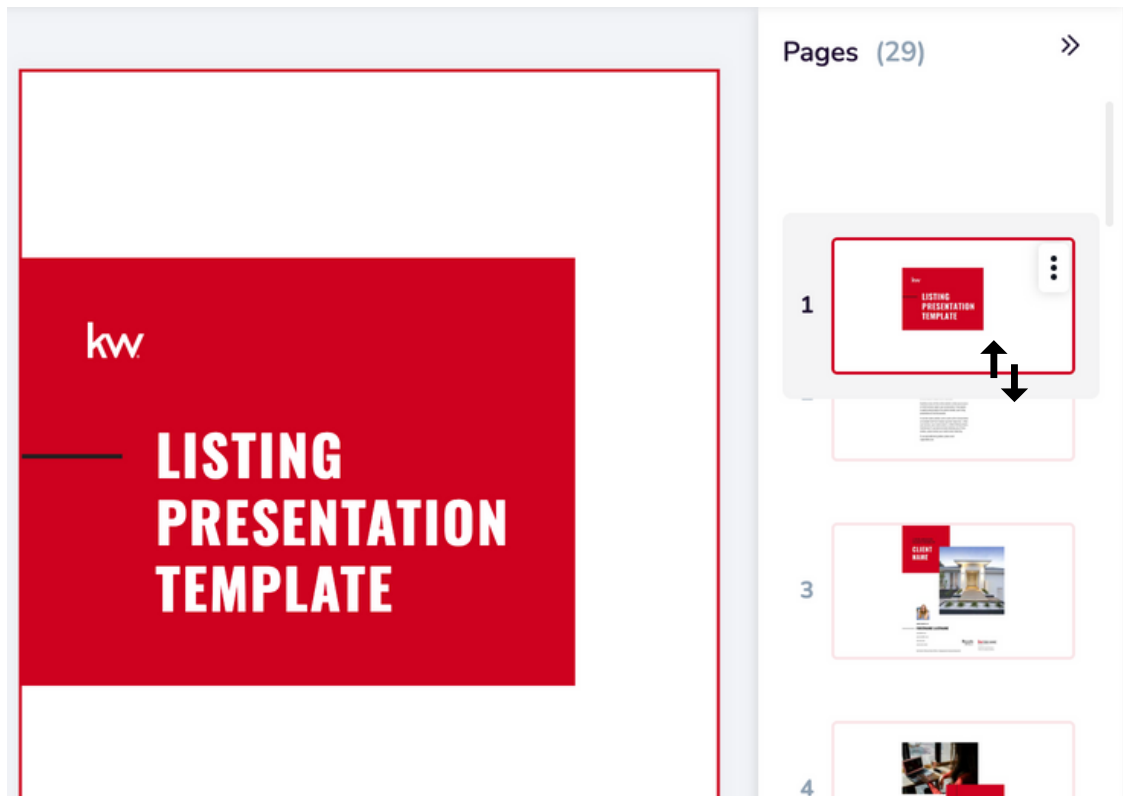 Pages (29)
kw
LISTING
PRESENTATION
TEMPLATE
1
kw
LISTING
PRESENTATION
TEMPLATE
3
CLIENT
NAME
4